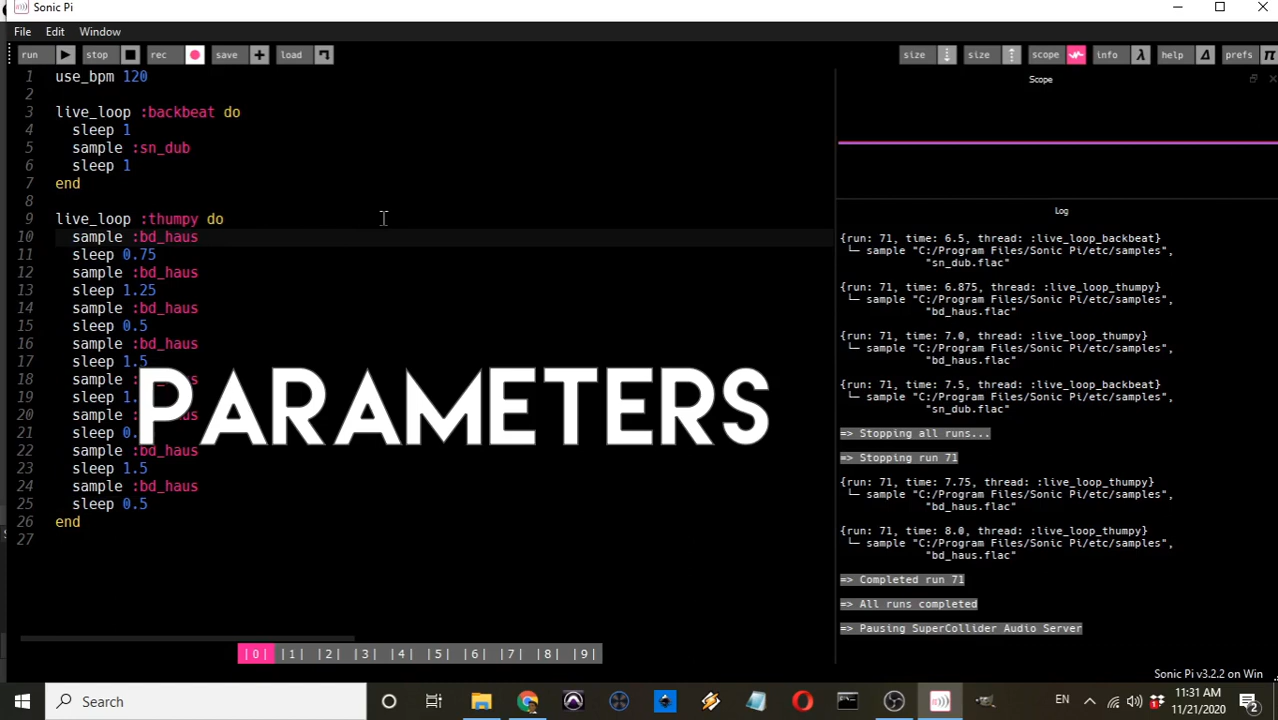 Sonic Pi
File Edit Window
run stop rec save load size size scope info help prefs
1 use_bpm 120
2
3 live_loop :backbeat do
4 sleep 1
5 sample :sn_dub
6 sleep 1
7 end
8
9 live_loop :thumpy do
10 sample :bd_haus
11 sleep 0.75
12 sample :bd_haus
13 sleep 1.25
14 sample :bd_haus
15 sleep 0.5
16 sample :bd_haus
17 sleep 1.5
18 sample
19 sleep 1.
20 sample
21 sleep 0.
22 sample :bd_haus
23 sleep 1.5
24 sample :bd_haus
25 sleep 0.5
26 end
27
PARAMETERS
|0| |1| |2| |3| |4| |5| |6| |7| |8| |9|
Scope
Log
{run: 71, time: 6.5, thread: :live_loop_backbeat}
└─ sample "C:/Program Files/Sonic Pi/etc/samples",
"sn_dub.flac"
{run: 71, time: 6.875, thread: :live_loop_thumpy}
└─ sample "C:/Program Files/Sonic Pi/etc/samples",
"bd_haus.flac"
{run: 71, time: 7.0, thread: :live_loop_thumpy}
└─ sample "C:/Program Files/Sonic Pi/etc/samples",
"bd_haus.flac"
{run: 71, time: 7.5, thread: :live_loop_backbeat}
└─ sample "C:/Program Files/Sonic Pi/etc/samples",
"sn_dub.flac"
=> Stopping all runs...
=> Stopping run 71
{run: 71, time: 7.75, thread: :live_loop_thumpy}
└─ sample "C:/Program Files/Sonic Pi/etc/samples",
"bd_haus.flac"
{run: 71, time: 8.0, thread: :live_loop_thumpy}
└─ sample "C:/Program Files/Sonic Pi/etc/samples",
"bd_haus.flac"
=> Completed run 71
=> All runs completed
=> Pausing SuperCollider Audio Server
Sonic Pi v3.2.2 on Win
Search
EN
11:31 AM
11/21/2020
2